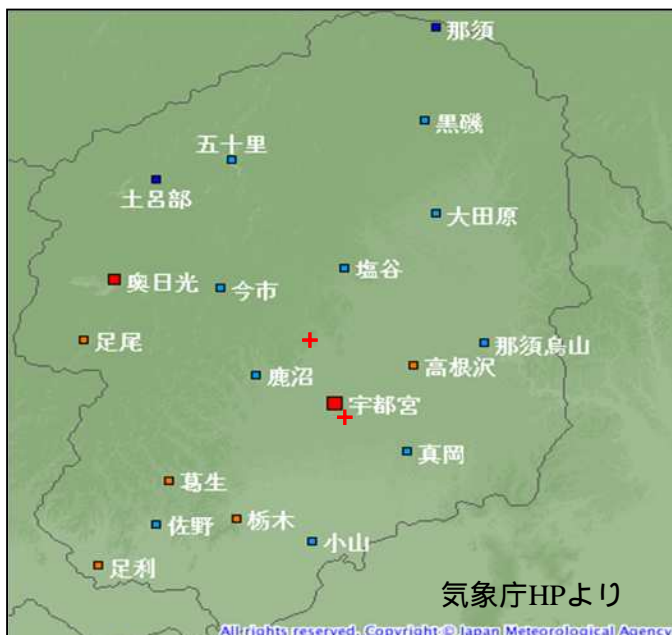 那須
黒磯
五十里
土呂部
大田原
塩谷
奥日光
今市
足尾
那須烏山
高根沢
鹿沼
宇都宮
真岡
葛生
佐野
栃木
小山
足利
気象庁HPより
All rights reserved. Copyright © Japan Meteorological Agency